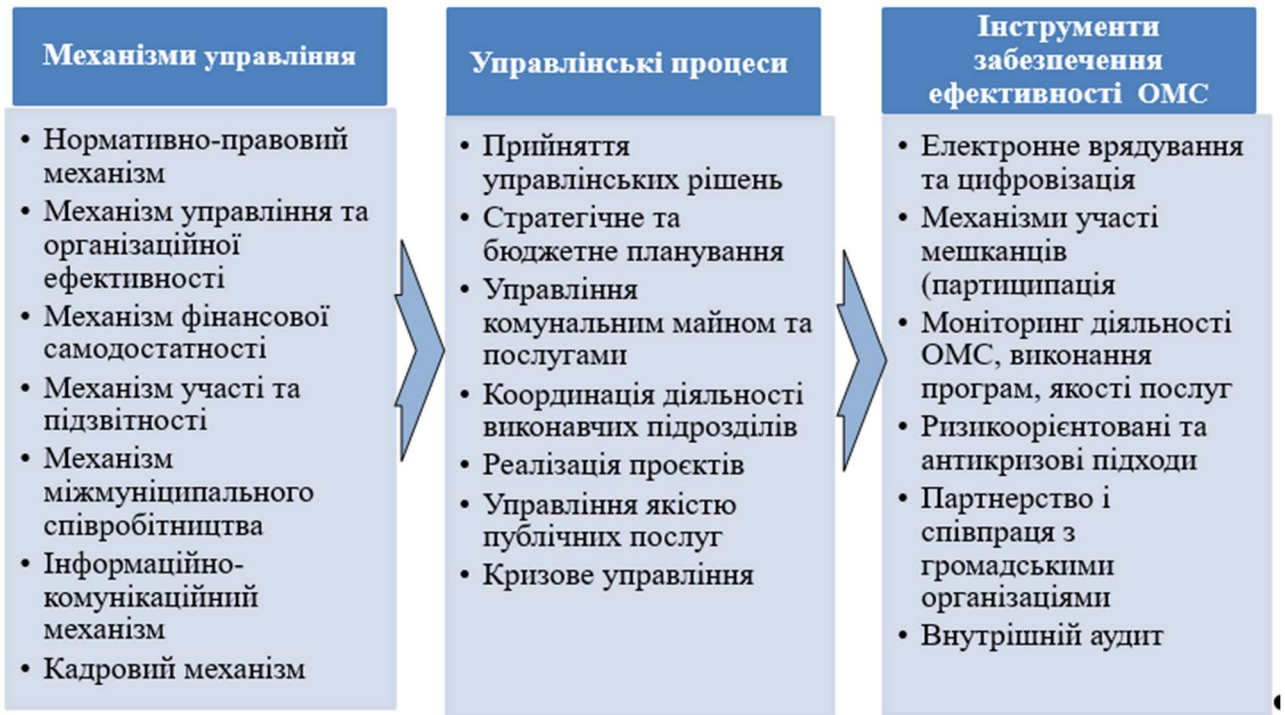 Механізми управління
• Нормативно-правовий
механізм
• Механізм управління та
організаційної
ефективності
• Механізм фінансової
самодостатності
• Механізм участі та
підзвітності
• Механізм
міжмуніципального
співробітництва
• Інформаційно-
комунікаційний
механізм
• Кадровий механізм
Управлінські процеси
• Прийняття
управлінських рішень
• Стратегічне та
бюджетне планування
• Управління
комунальним майном та
послугами
• Координація діяльності
виконавчих підрозділів
• Реалізація проєктів
• Управління якістю
публічних послуг
• Кризове управління
Інструменти
забезпечення
ефективності ОМС
• Електронне врядування
та цифровізація
• Механізми участі
мешканців
(партиципація
• Моніторинг діяльності
ОМС, виконання
програм, якості послуг
• Ризикоорієнтовані та
антикризові підходи
• Партнерство і
співпраця з
громадськими
організаціями
• Внутрішній аудит